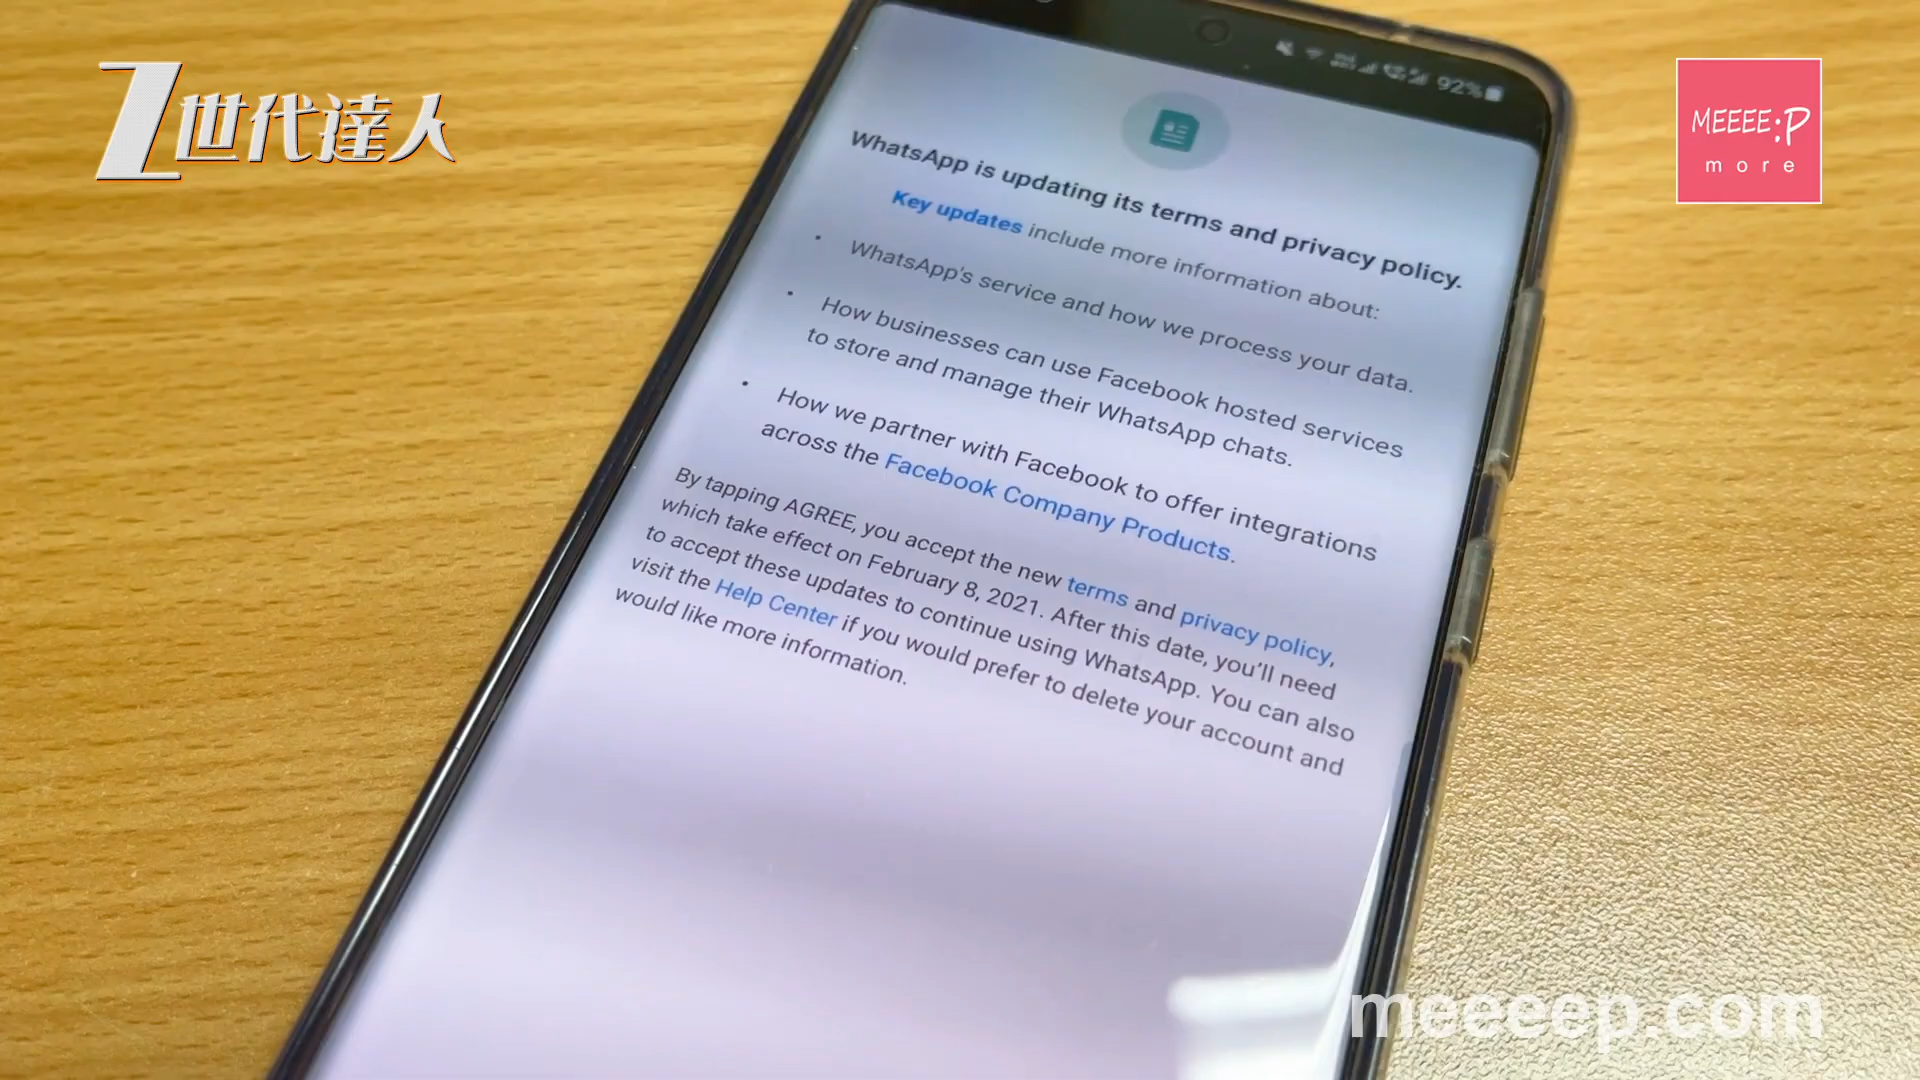 Z世代達人
MEEEE:P
more
92%
WhatsApp is updating its terms and privacy policy.
Key updates include more information about:
• WhatsApp's service and how we process your data.
• How businesses can use Facebook hosted services
to store and manage their WhatsApp chats.
• How we partner with Facebook to offer integrations
across the Facebook Company Products.
By tapping AGREE, you accept the new terms and privacy policy,
which take effect on February 8, 2021. After this date, you'll need
to accept these updates to continue using WhatsApp. You can also
visit the Help Center if you would prefer to delete your account and
would like more information.
meeeep.com